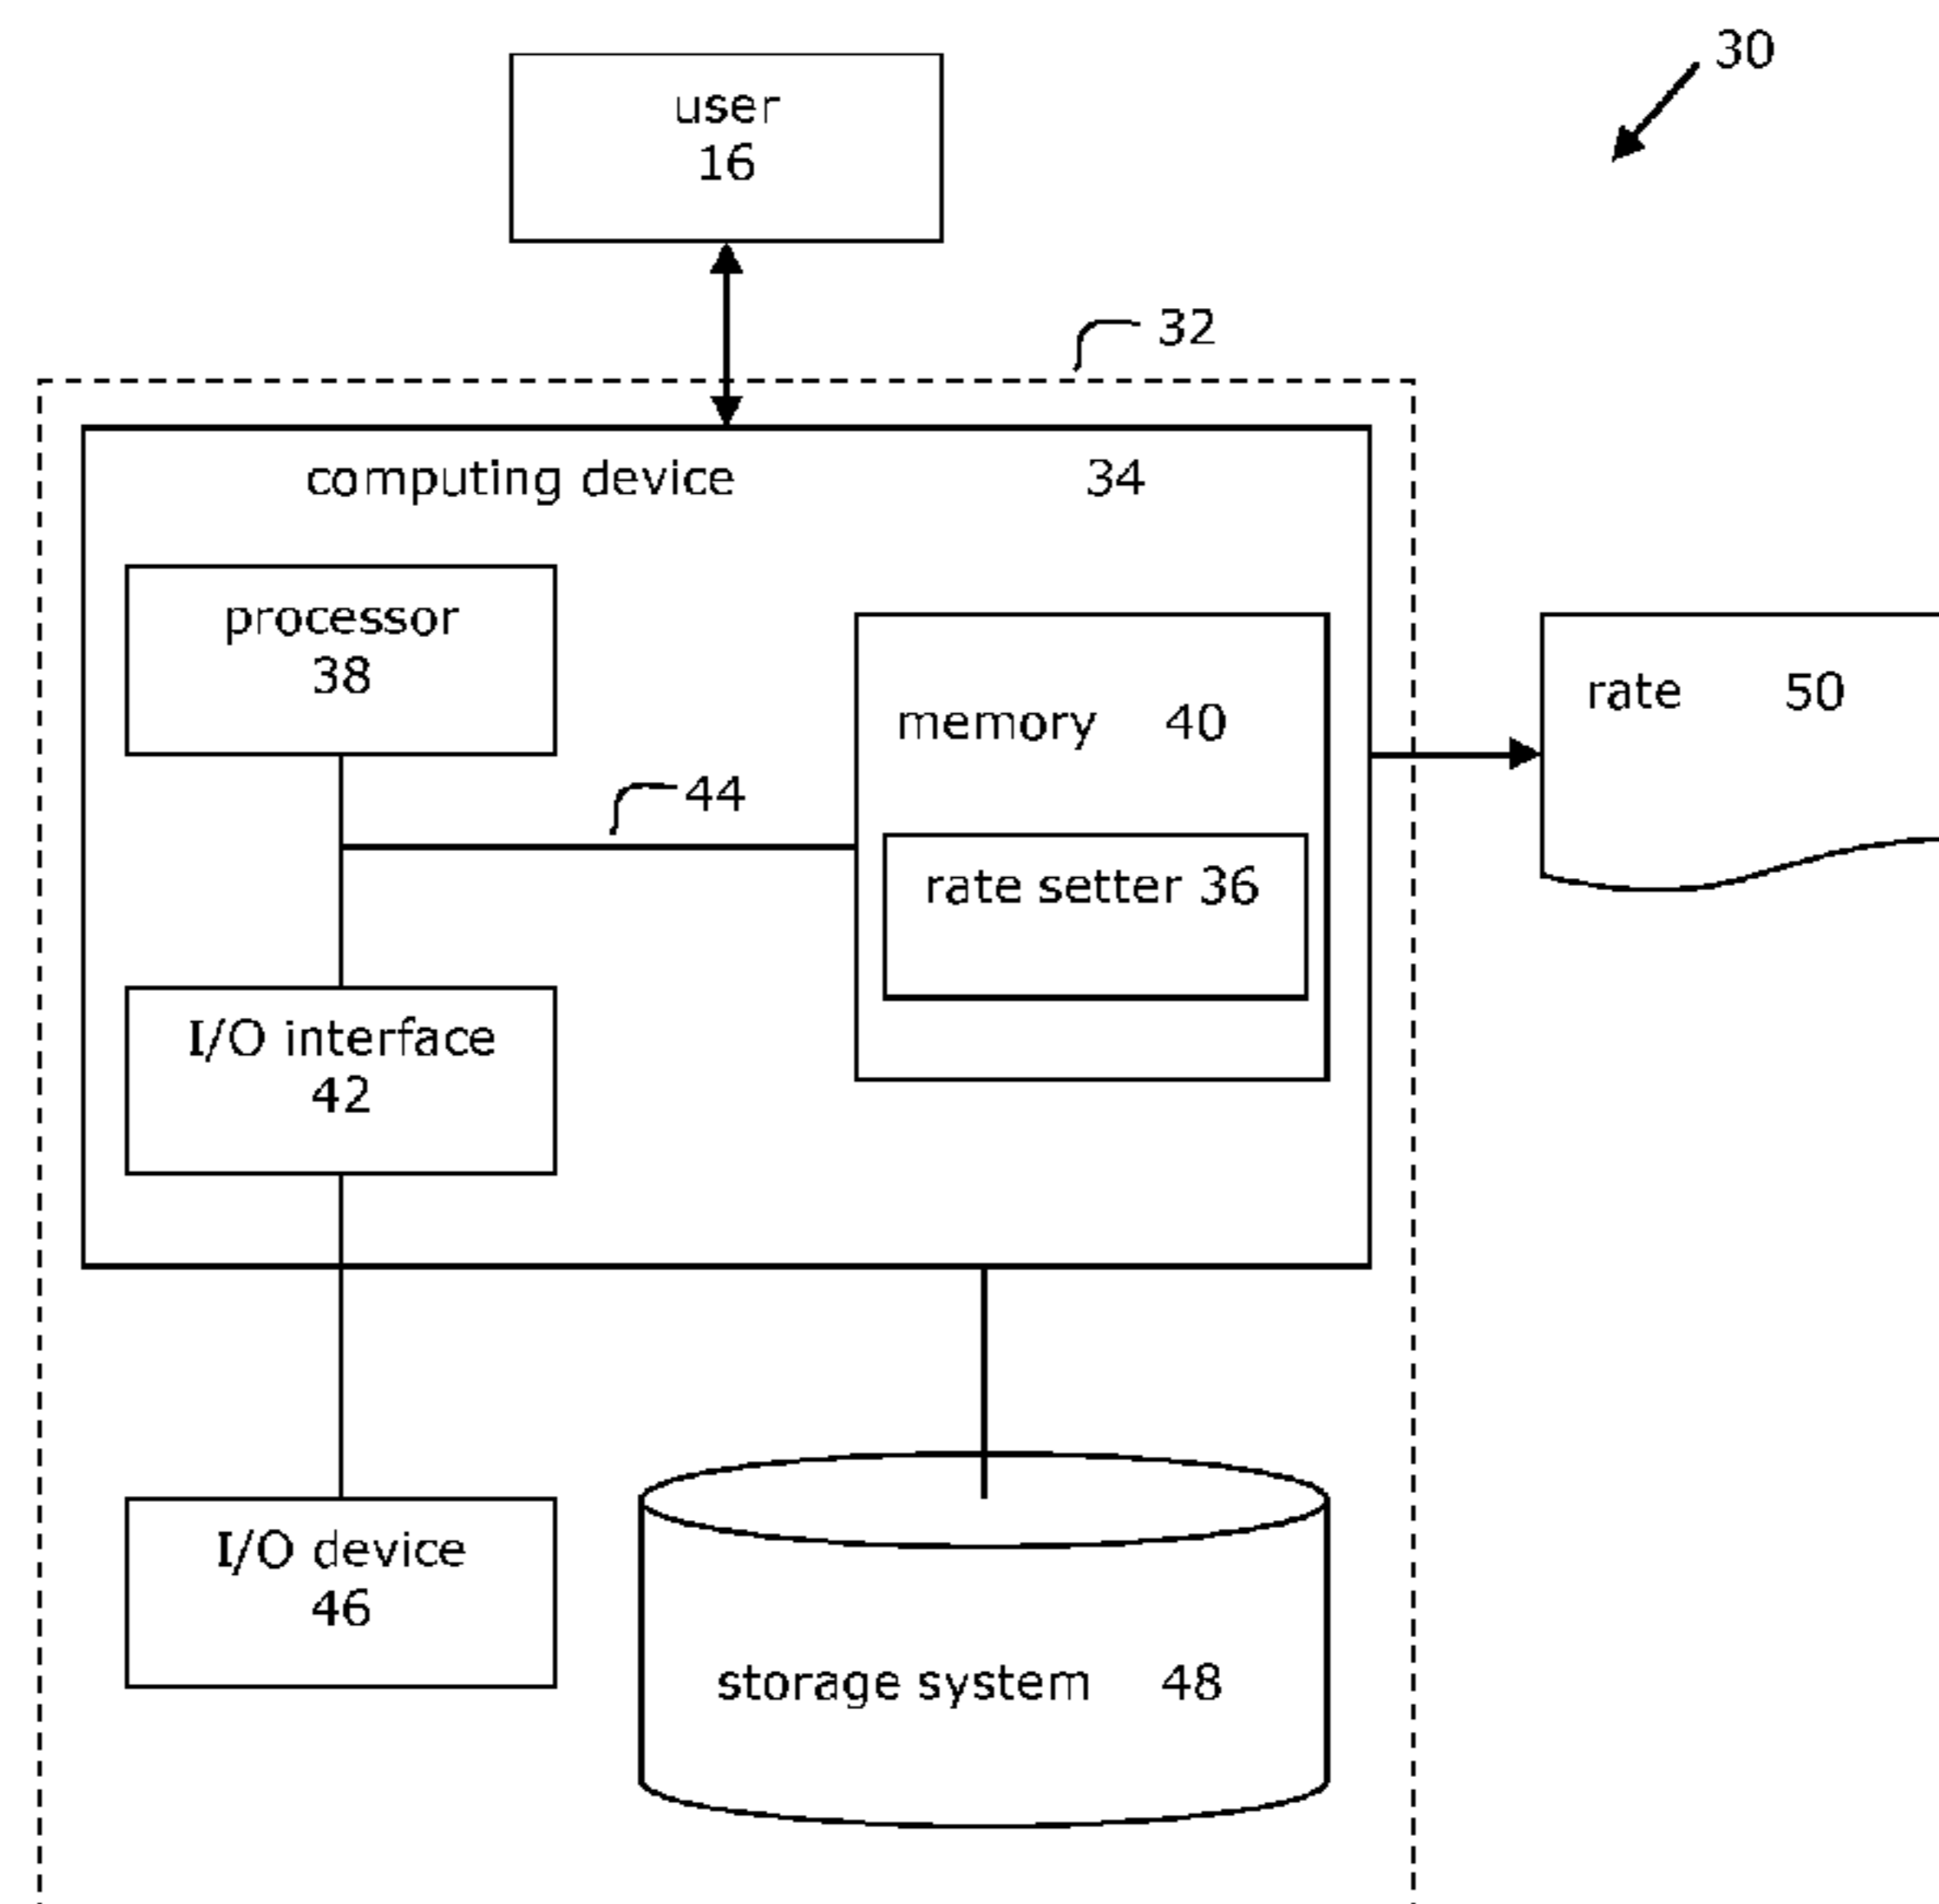 30
user
16
32
computing device 34
processor
38
memory 40
rate 50
44
rate setter 36
I/O interface
42
I/O device
46
storage system 48